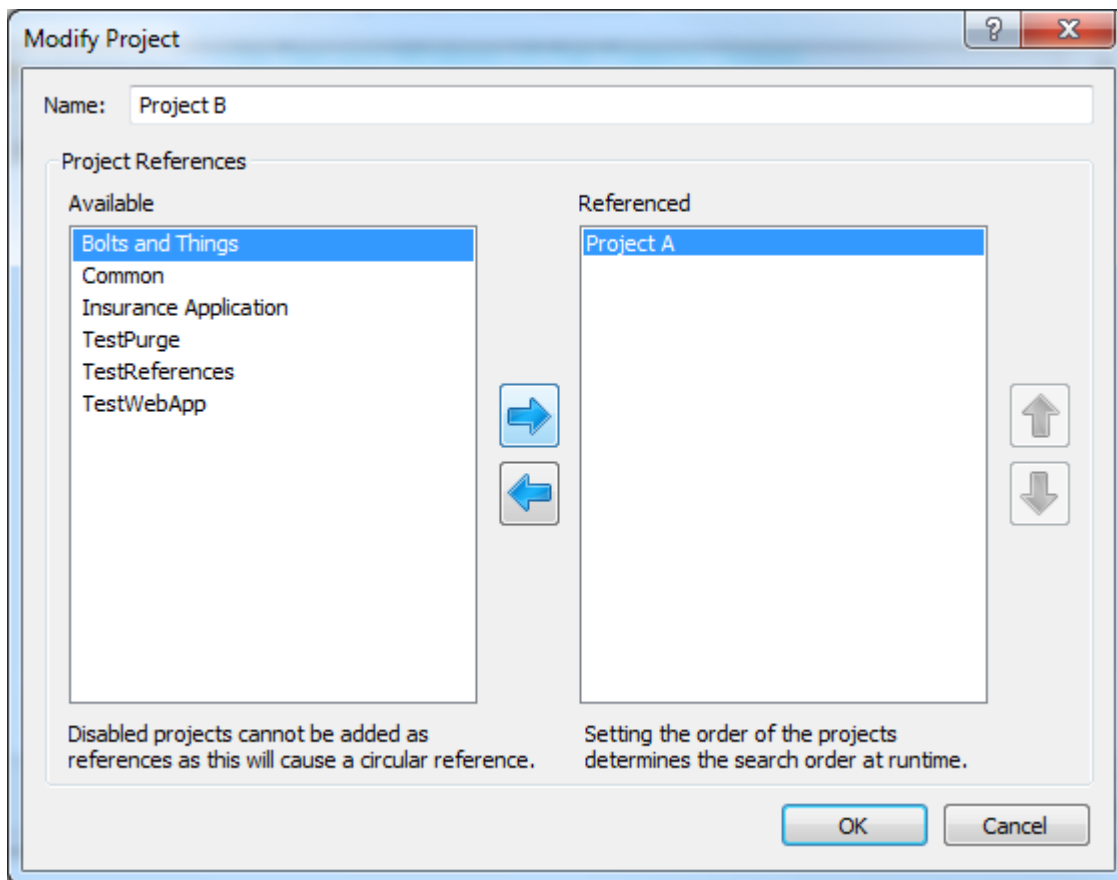 Modify Project
Name: Project B
Project References
Available
Referenced
Bolts and Things
Common
Insurance Application
TestPurge
TestReferences
TestWebApp
Project A
Disabled projects cannot be added as
references as this will cause a circular reference.
Setting the order of the projects
determines the search order at runtime.
OK
Cancel